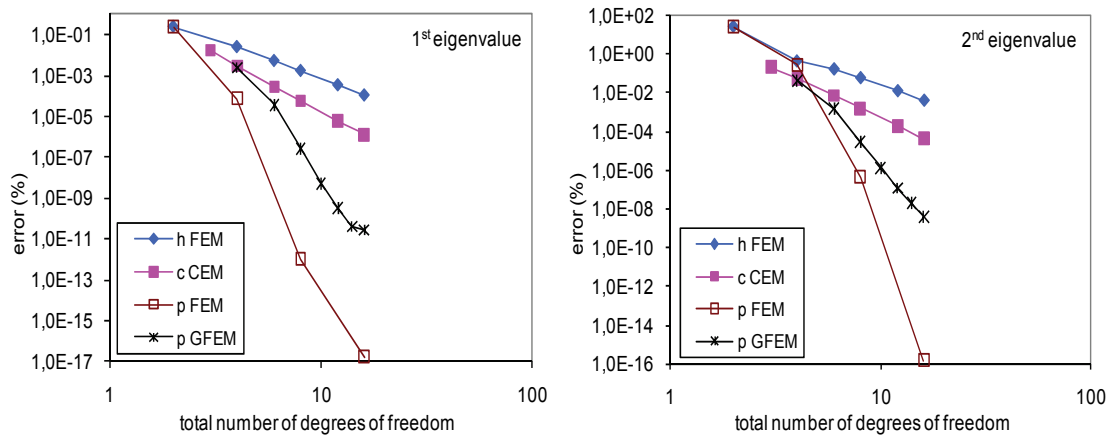 1st eigenvalue
1,0E-01
1,0E-03
1,0E-05
1,0E-07
1,0E-09
1,0E-11
1,0E-13
1,0E-15
1,0E-17
error (%)
h FEM
c CEM
p FEM
p GFEM
1 10 100
total number of degrees of freedom
2nd eigenvalue
1,0E+02
1,0E+00
1,0E-02
1,0E-04
1,0E-06
1,0E-08
1,0E-10
1,0E-12
1,0E-14
1,0E-16
error (%)
h FEM
c CEM
p FEM
p GFEM
1 10 100
total number of degrees of freedom